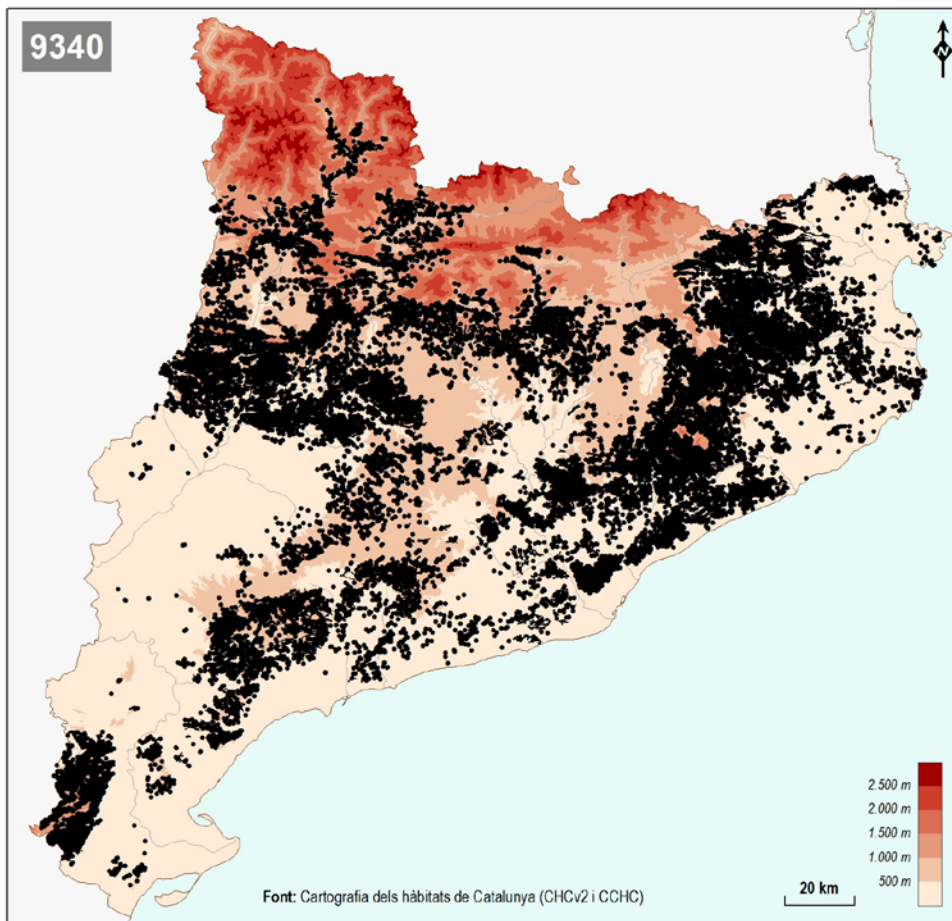 9340
N
2.500 m
2.000 m
1.500 m
1.000 m
500 m
20 km
Font: Cartografia dels hàbitats de Catalunya (CHCv2 i CCHC)